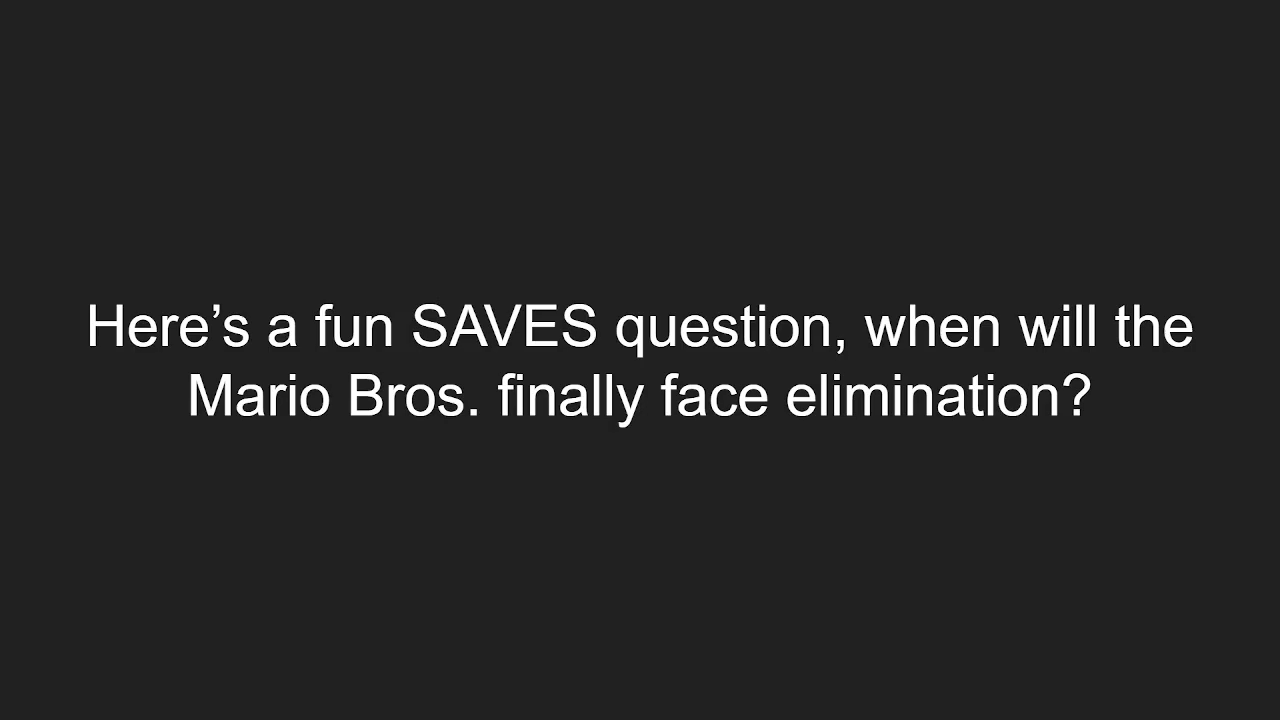 Here’s a fun SAVES question, when will the
Mario Bros. finally face elimination?